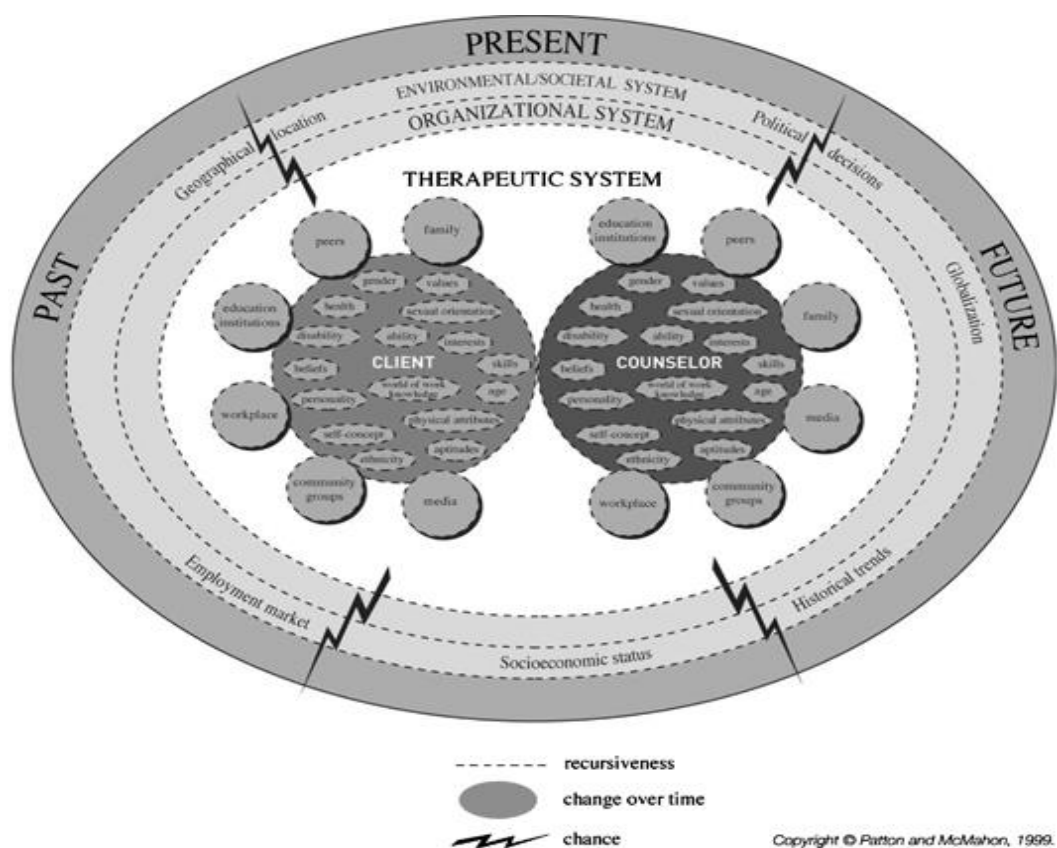 PRESENT
ENVIRONMENTAL/SOCIETAL SYSTEM
ORGANIZATIONAL SYSTEM
Geographical location
Political decisions
THERAPEUTIC SYSTEM
PAST
FUTURE
Globalization
peers
family
education
institutions
workplace
community
groups
media
gender
values
health
sexual orientation
disability
ability
interests
CLIENT
skills
beliefs
world of work
knowledge
age
personality
physical attributes
self-concept
aptitudes
ethnicity
education
institutions
peers
family
media
community
groups
workplace
gender
values
health
sexual orientation
disability
ability
interests
COUNSELOR
skills
beliefs
world of work
knowledge
age
personality
physical attributes
self-concept
aptitudes
ethnicity
Employment market
Socioeconomic status
Historical trends
recursiveness
change over time
chance
Copyright © Patton and McMahon, 1999.